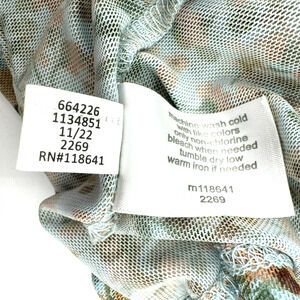 664226
1134851
11/22
2269
RN#118641
machine wash cold
with like colors
only non-chlorine
bleach when needed
tumble dry low
warm iron if needed
rn118641
2269